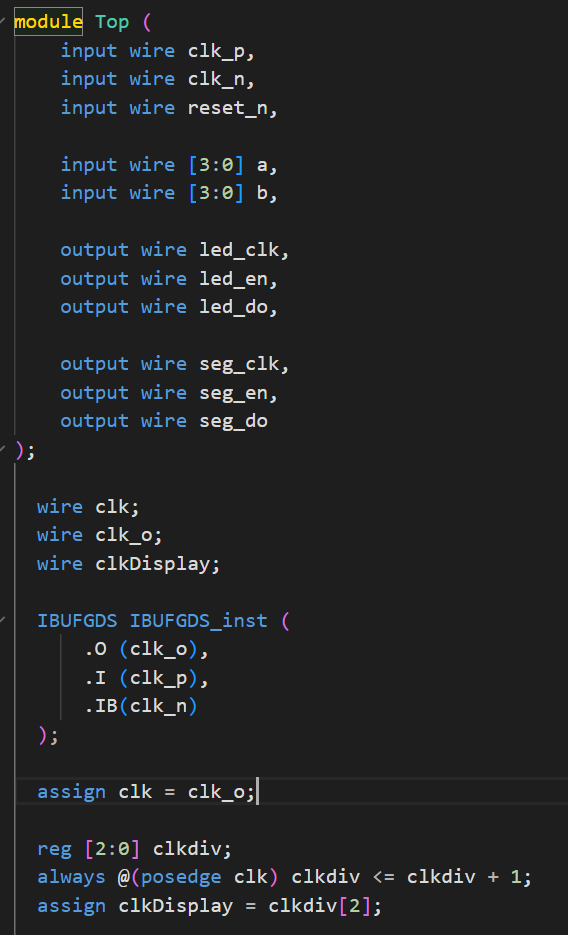 module Top (
input wire clk_p,
input wire clk_n,
input wire reset_n,
input wire [3:0] a,
input wire [3:0] b,
output wire led_clk,
output wire led_en,
output wire led_do,
output wire seg_clk,
output wire seg_en,
output wire seg_do
);
wire clk;
wire clk_o;
wire clkDisplay;
IBUFGDS IBUFGDS_inst (
.O (clk_o),
.I (clk_p),
.IB(clk_n)
);
assign clk = clk_o;
reg [2:0] clkdiv;
always @(posedge clk) clkdiv <= clkdiv + 1;
assign clkDisplay = clkdiv[2];